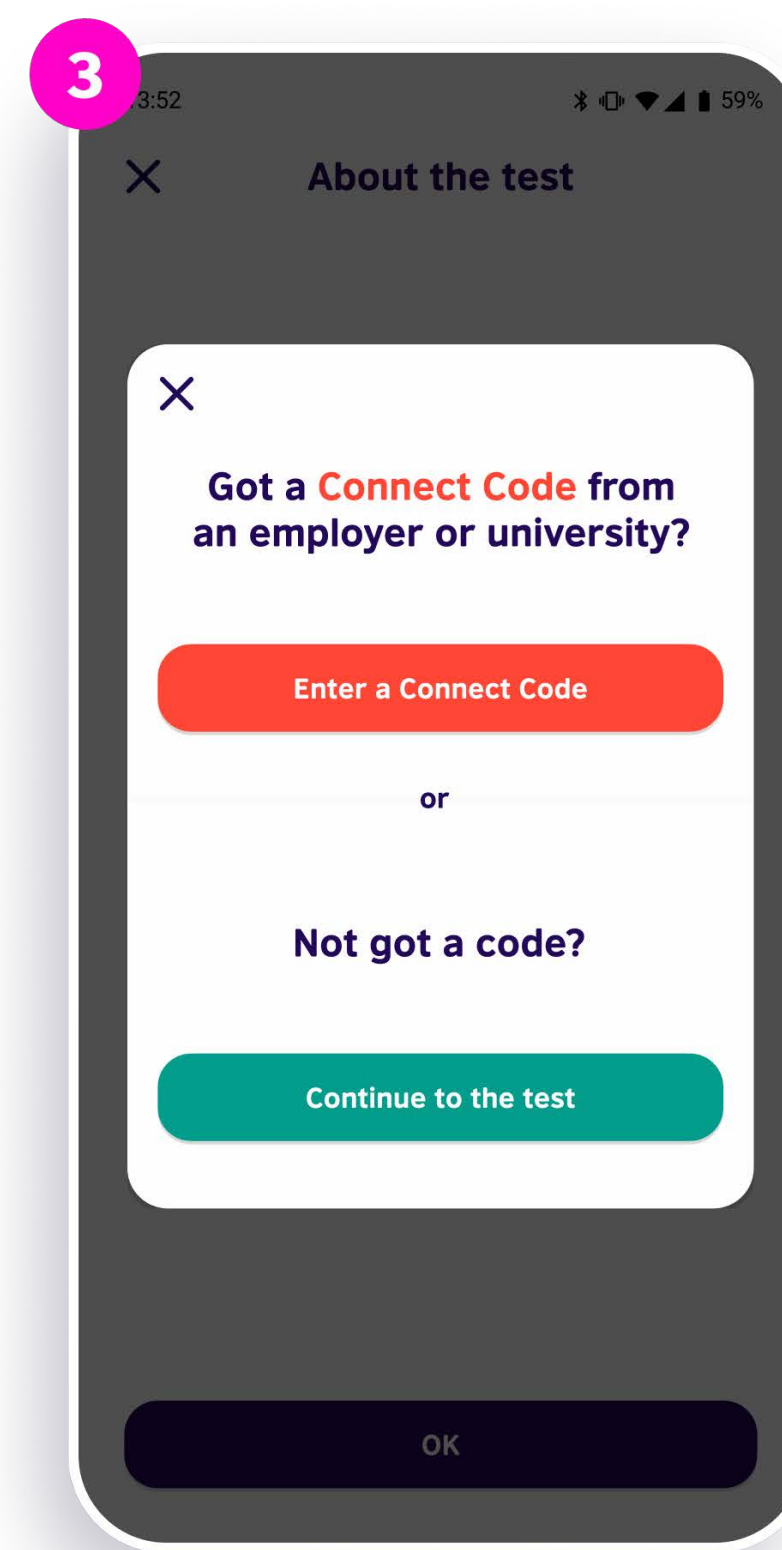 3
3:52
59%
About the test
Got a Connect Code from
an employer or university?
Enter a Connect Code
or
Not got a code?
Continue to the test
OK